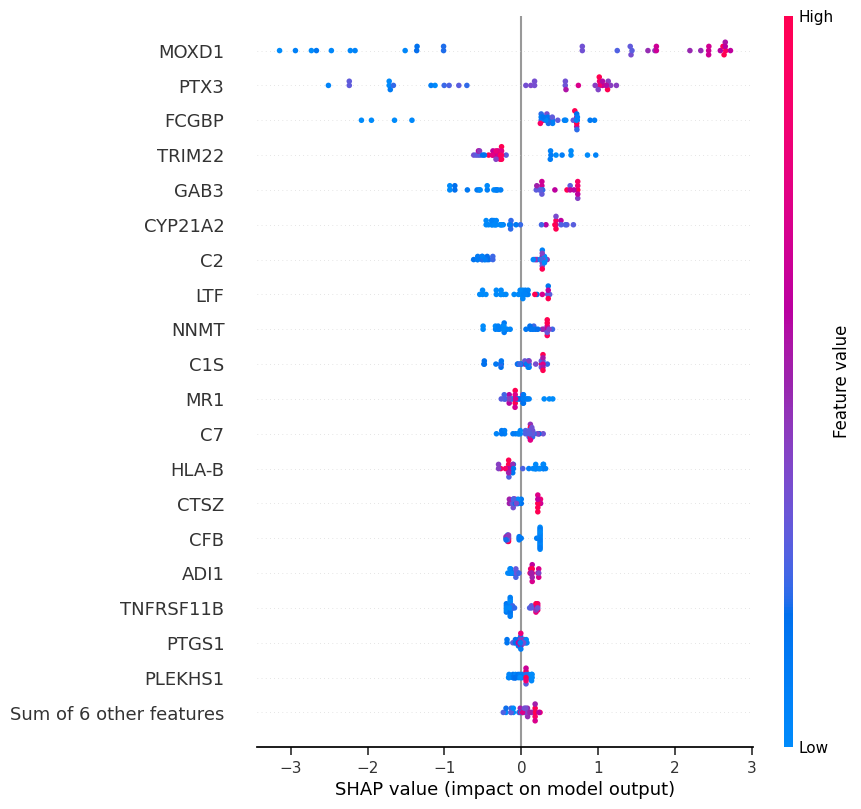 High
MOXD1
PTX3
FCGBP
TRIM22
GAB3
CYP21A2
C2
LTF
NNMT
C1S
MR1
C7
HLA-B
CTSZ
CFB
ADI1
TNFRSF11B
PTGS1
PLEKHS1
Sum of 6 other features
Feature value
Low
−3 −2 −1 0 1 2 3
SHAP value (impact on model output)